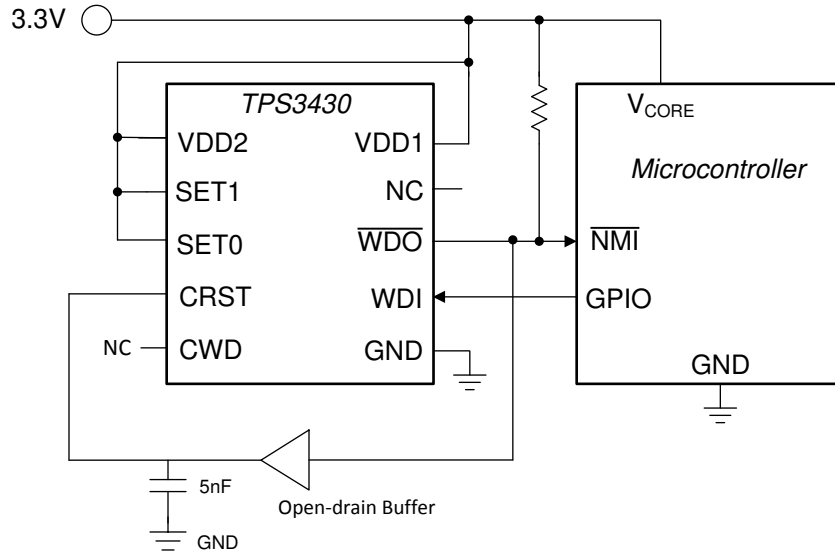 3.3V
TPS3430
VDD2
VDD1
SET1
NC
SET0
WDO
CRST
WDI
NC
CWD
GND
VCORE
Microcontroller
NMI
GPIO
GND
5nF
Open-drain Buffer
GND